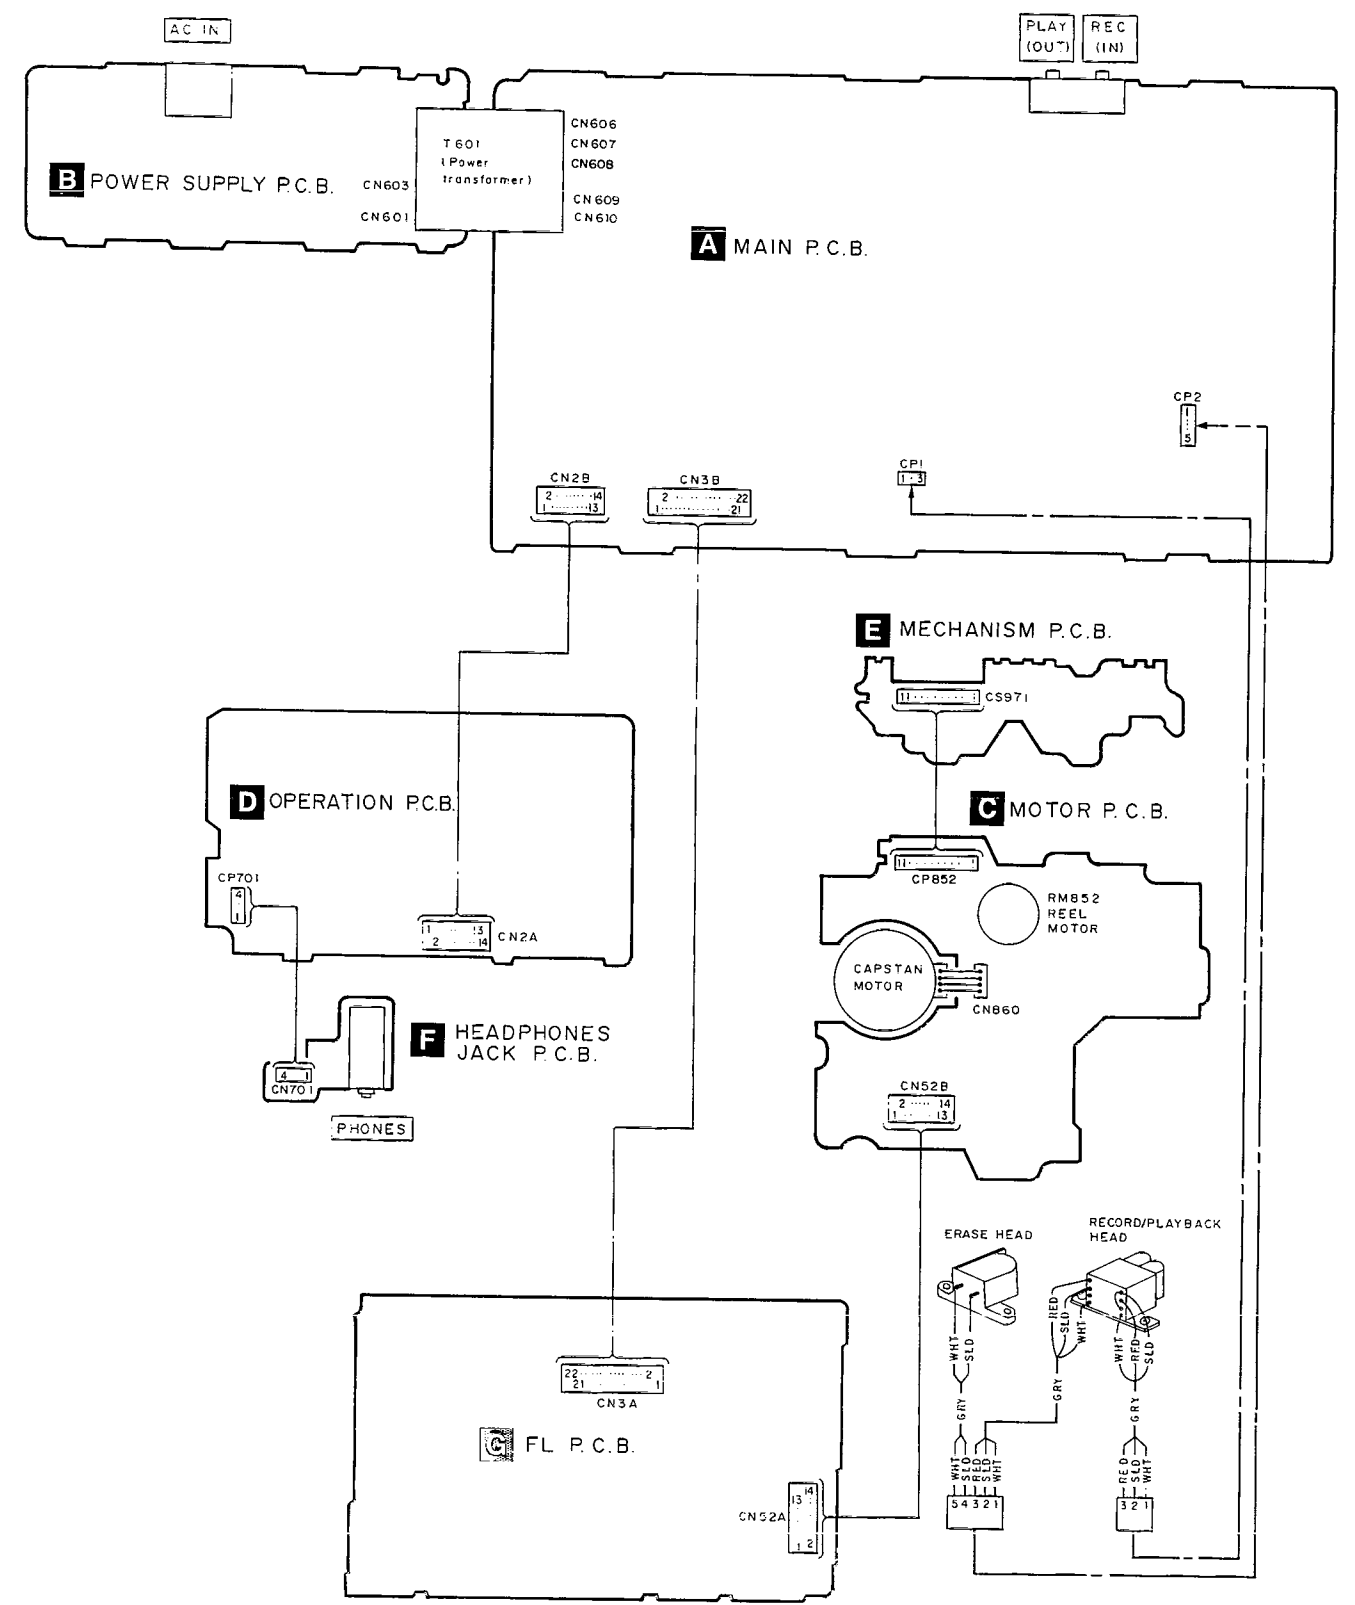 AC IN
PLAY
(OUT)
REC
(IN)
T601
(Power
transformer)
CN606
CN607
CN608
CN609
CN610
CN603
CN601
B POWER SUPPLY P.C.B.
A MAIN P.C.B.
CP2
1
5
CP1
1 · 3
CN2B
2 ········ 14
1 ········· 13
CN3B
2 ·········· 22
1 ············ 21
E MECHANISM P.C.B.
11 ·········· 1
CS971
D OPERATION P.C.B.
C MOTOR P.C.B.
11 ·········· 1
CP852
RM852
REEL
MOTOR
CP701
4
1
1 ····· 13
2 ······ 14
CN2A
CAPSTAN
MOTOR
CN860
F HEADPHONES
JACK P.C.B.
4 1
CN701
PHONES
CN52B
2 ····· 14
1 ······ 13
ERASE HEAD
RECORD/PLAYBACK
HEAD
RED
SLD
WHT
WHT
RED
SLD
WHT
SLD
GRY
GRY
GRY
WHT
SLD
RED
SLD
WHT
5 4 3 2 1
RED
SLD
WHT
3 2 1
22 ·········· 2
21 ········· 1
CN3A
G FL P.C.B.
CN52A
14
13
1 2